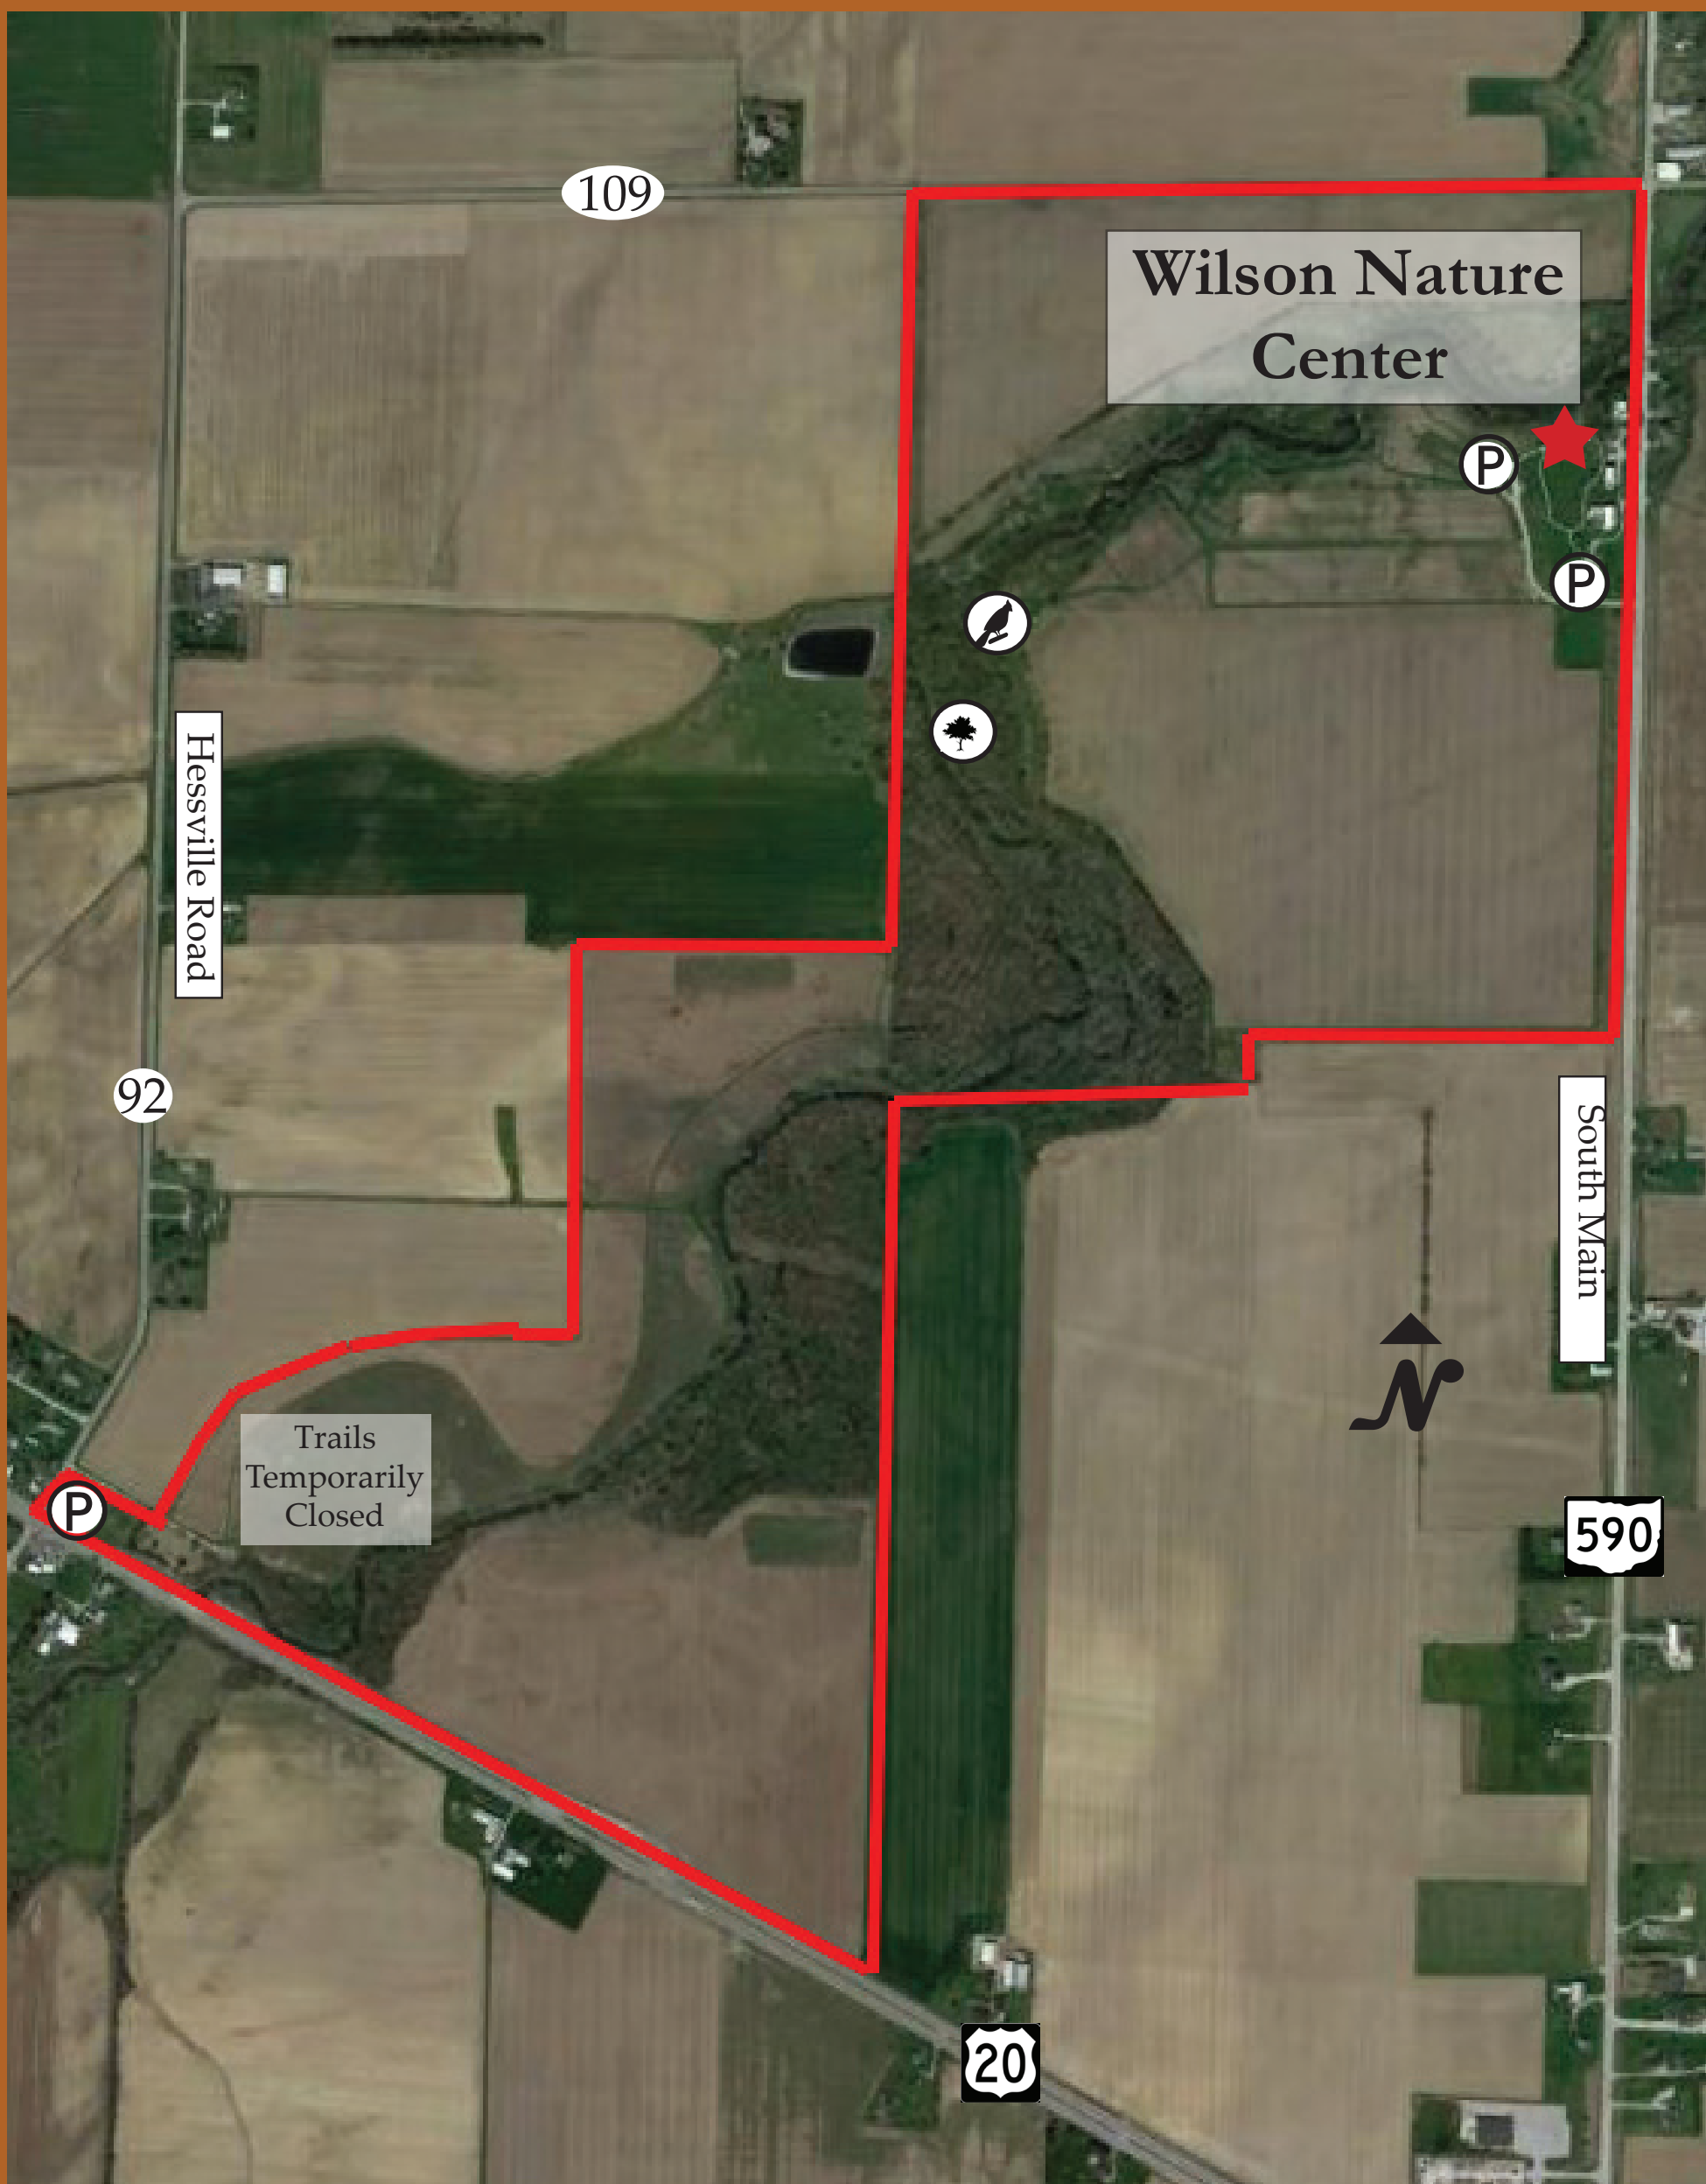 109
Wilson Nature
Center
P
P
Hessville Road
92
South Main
N
Trails
Temporarily
Closed
P
590
20